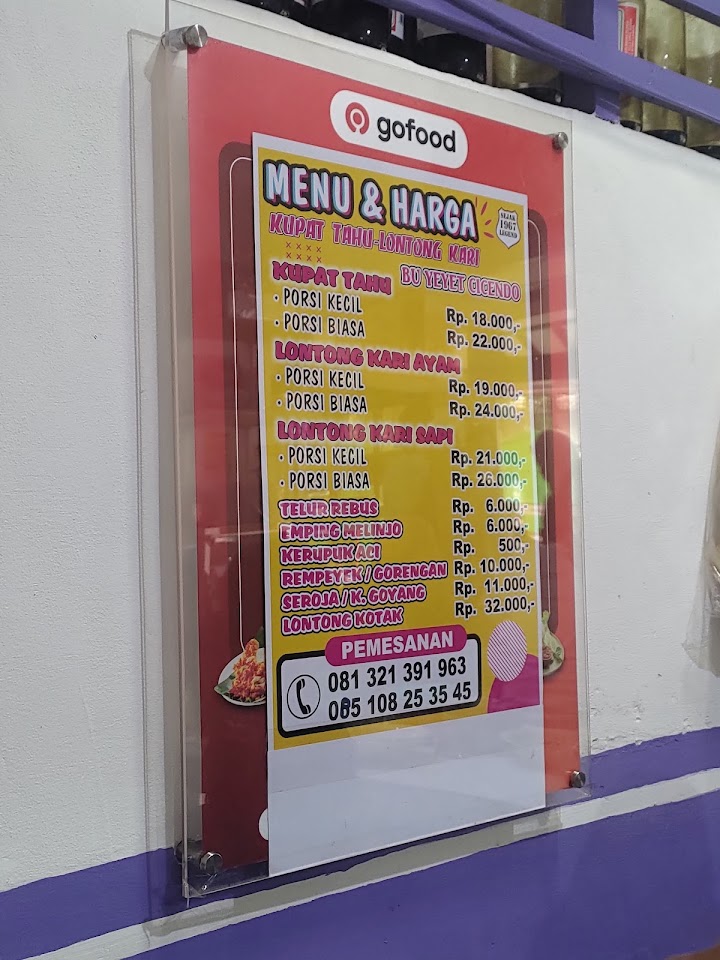 gofood
MENU & HARGA
SEJAK
1967
LEGEND
KUPAT TAHU-LONTONG KARI
BU YEYET CICENDO
KUPAT TAHU
• PORSI KECIL Rp. 18.000,-
• PORSI BIASA Rp. 22.000,-
LONTONG KARI AYAM
• PORSI KECIL Rp. 19.000,-
• PORSI BIASA Rp. 24.000,-
LONTONG KARI SAPI
• PORSI KECIL Rp. 21.000,-
• PORSI BIASA Rp. 26.000,-
TELUR REBUS Rp. 6.000,-
EMPING MELINJO Rp. 6.000,-
KERUPUK ACI Rp. 500,-
REMPEYEK / GORENGAN Rp. 10.000,-
SEROJA / K. GOYANG Rp. 11.000,-
LONTONG KOTAK Rp. 32.000,-
PEMESANAN
081 321 391 963
085 108 25 35 45